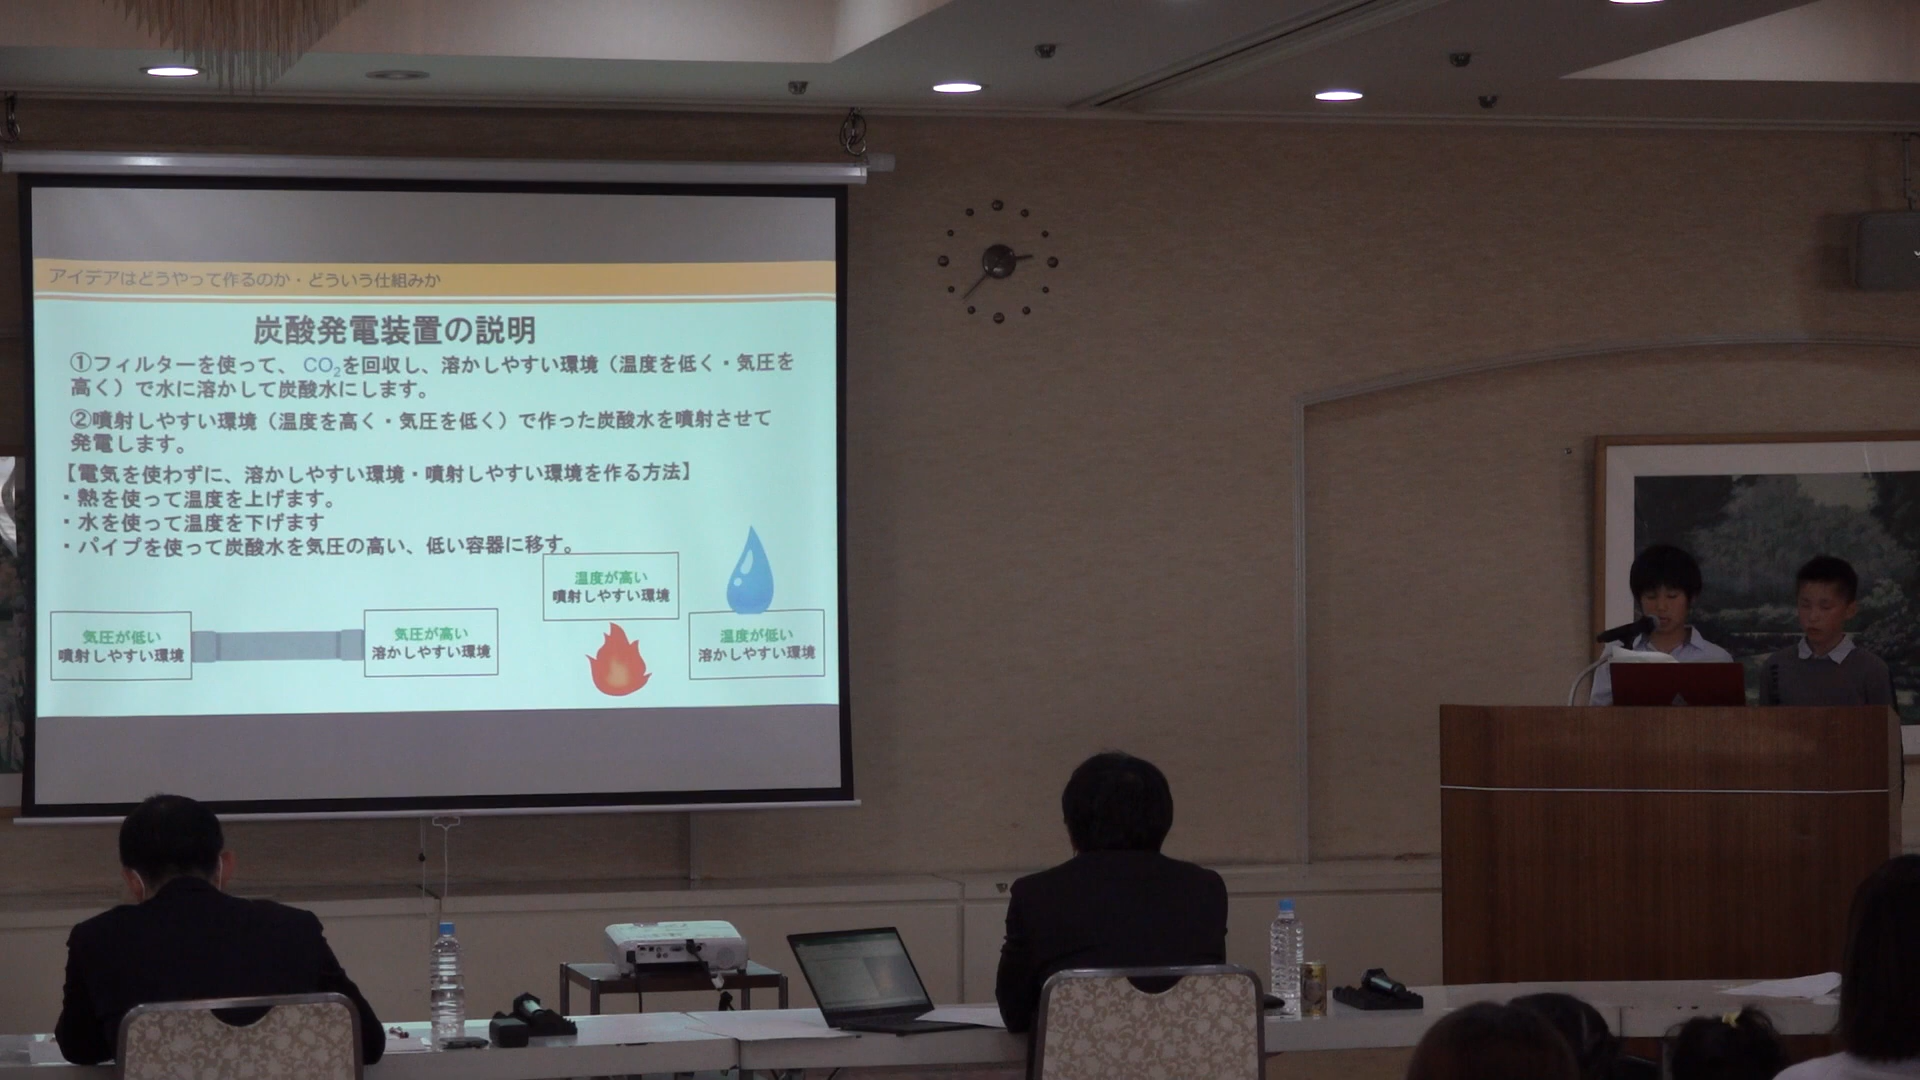 アイデアはどうやって作るのか・どういう仕組みか
炭酸発電装置の説明
①フィルターを使って、 CO₂を回収し、溶かしやすい環境（温度を低く・気圧を
高く）で水に溶かして炭酸水にします。
②噴射しやすい環境（温度を高く・気圧を低く）で作った炭酸水を噴射させて
発電します。
【電気を使わずに、溶かしやすい環境・噴射しやすい環境を作る方法】
・熱を使って温度を上げます。
・水を使って温度を下げます
・パイプを使って炭酸水を気圧の高い、低い容器に移す。
気圧が低い
噴射しやすい環境
気圧が高い
溶かしやすい環境
温度が高い
噴射しやすい環境
温度が低い
溶かしやすい環境